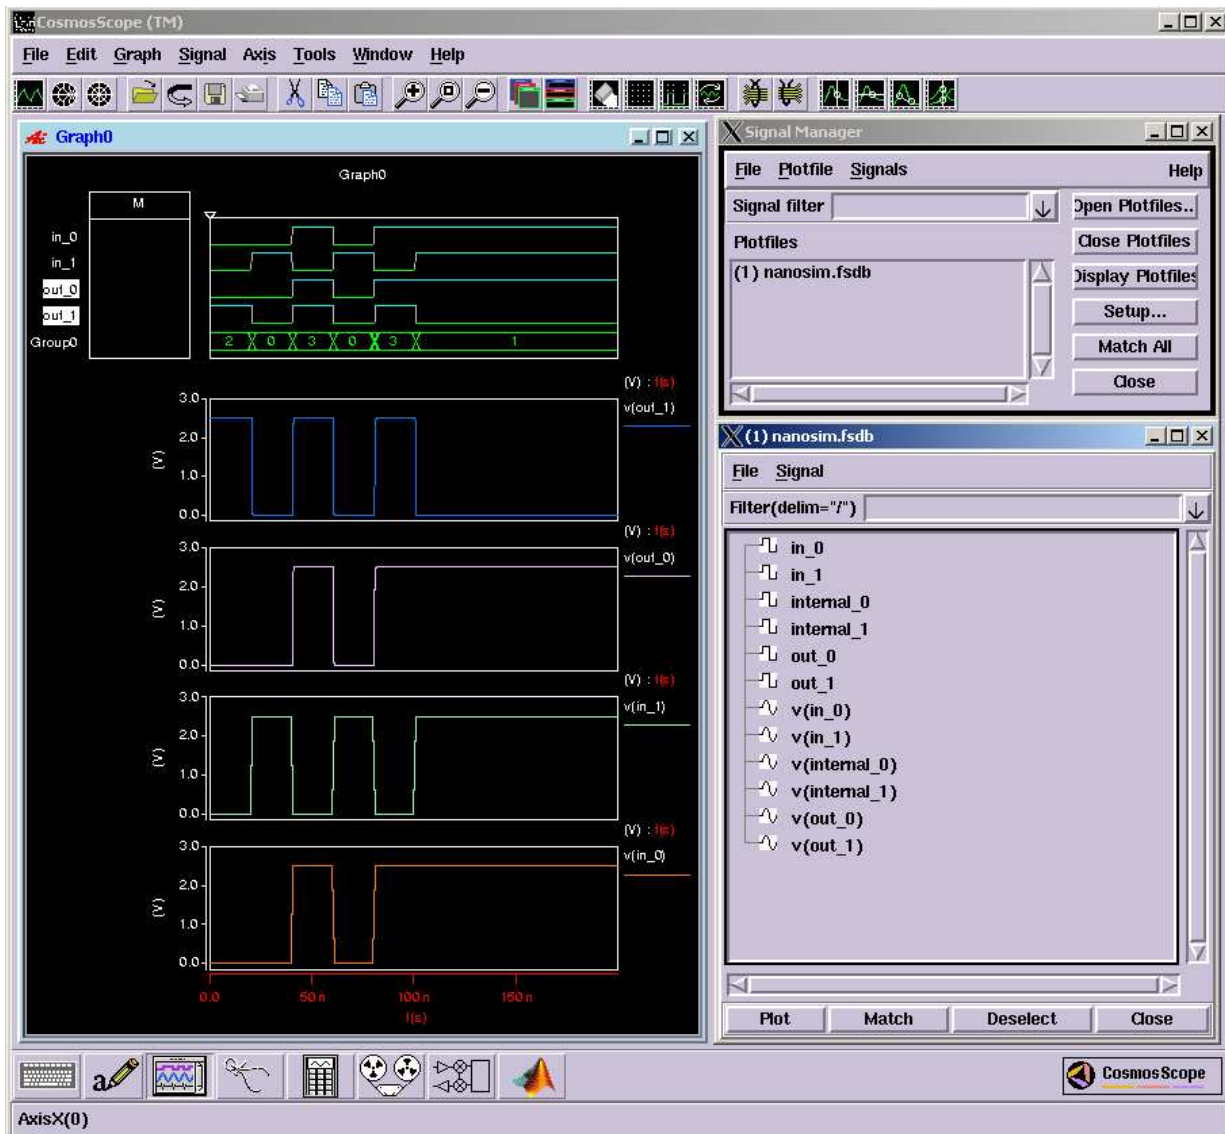 CosmosScope (TM)
File Edit Graph Signal Axis Tools Window Help
Graph0
Graph0
M
in_0
in_1
out_0
out_1
Group0
2 0 3 0 3 1
(V) : t(s)
v(out_1)
3.0
2.0
(V)
1.0
0.0
(V) : t(s)
v(out_0)
3.0
2.0
(V)
1.0
0.0
(V) : t(s)
v(in_1)
3.0
2.0
(V)
1.0
0.0
(V) : t(s)
v(in_0)
3.0
2.0
(V)
1.0
0.0
0.0 50n 100n 150n
t(s)
Signal Manager
File Plotfile Signals Help
Signal filter
Open Plotfiles..
Plotfiles
Close Plotfiles
(1) nanosim.fsdb
Display Plotfiles
Setup...
Match All
Close
(1) nanosim.fsdb
File Signal
Filter(delim="/")
in_0
in_1
internal_0
internal_1
out_0
out_1
v(in_0)
v(in_1)
v(internal_0)
v(internal_1)
v(out_0)
v(out_1)
Plot Match Deselect Close
a
CosmosScope
AxisX(0)